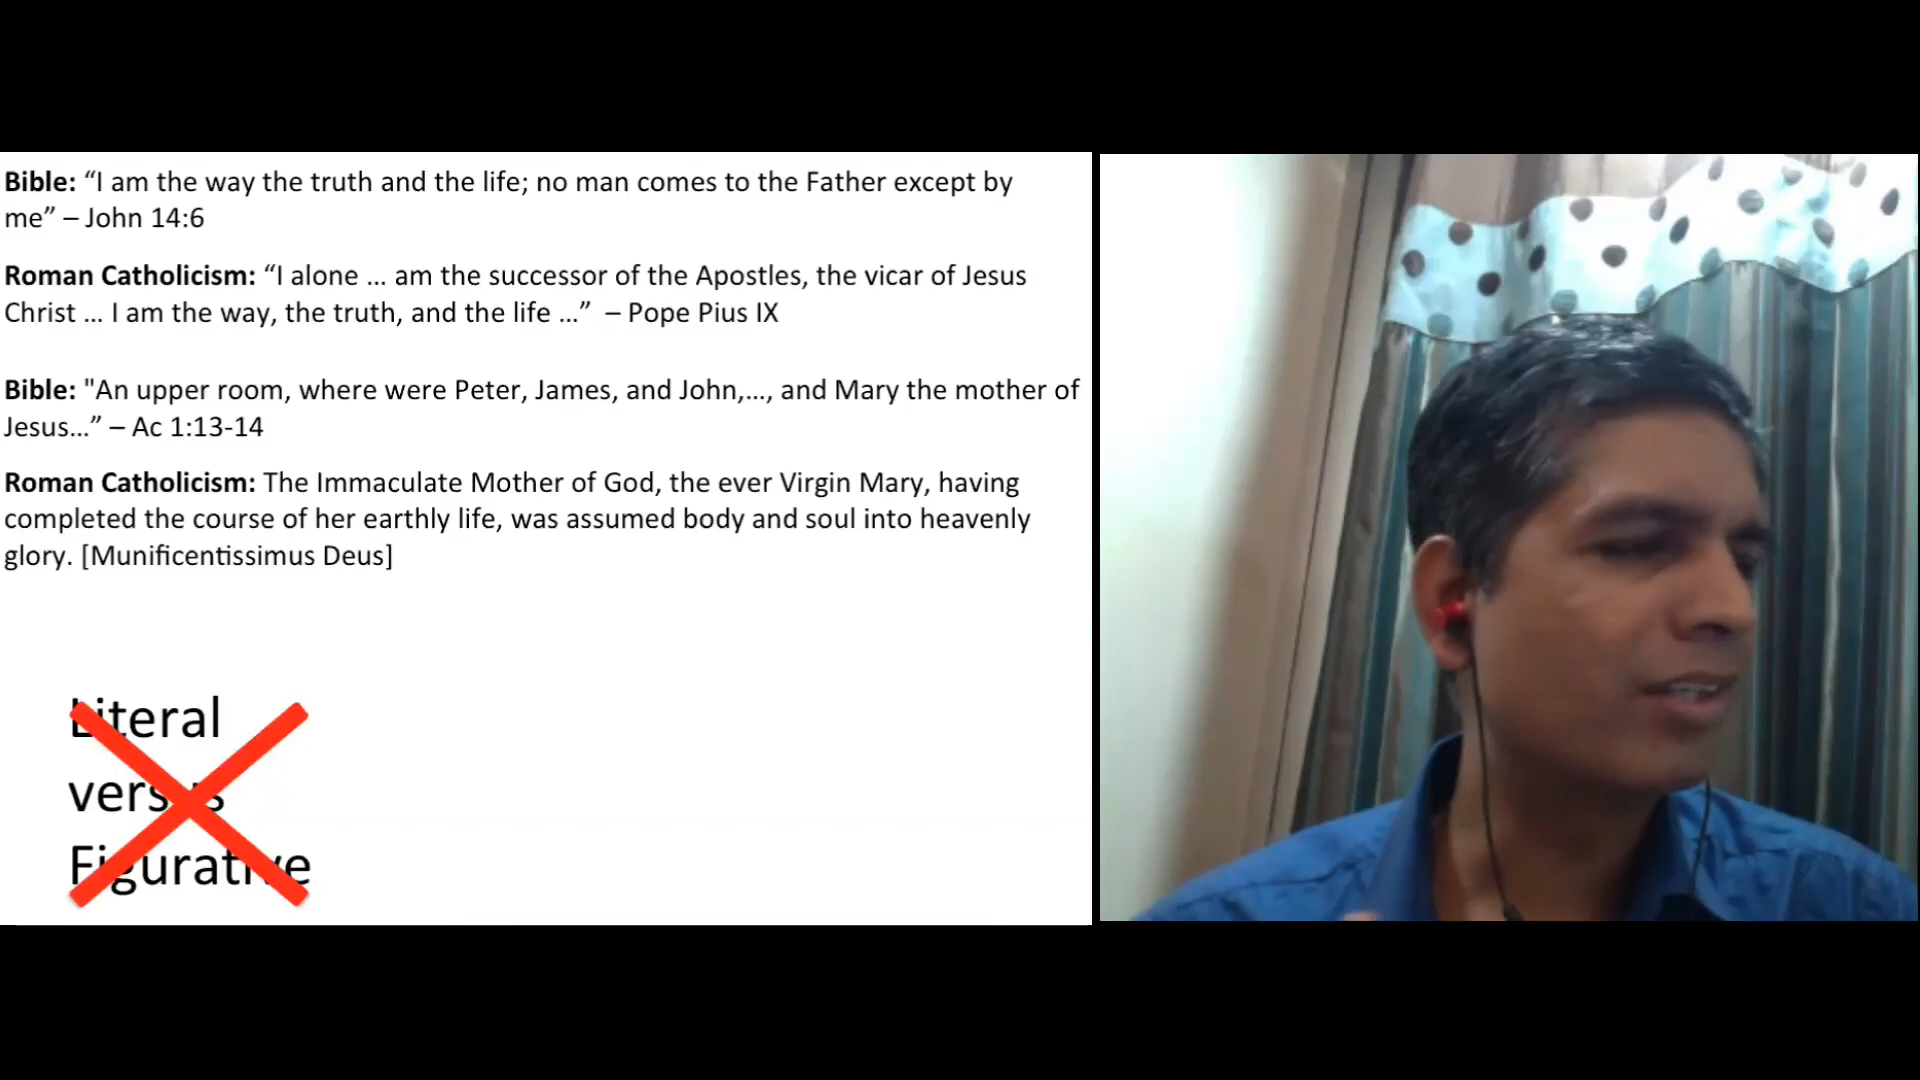 Bible: “I am the way the truth and the life; no man comes to the Father except by
me” – John 14:6
Roman Catholicism: “I alone ... am the successor of the Apostles, the vicar of Jesus
Christ ... I am the way, the truth, and the life ...” – Pope Pius IX
Bible: "An upper room, where were Peter, James, and John,..., and Mary the mother of
Jesus...” – Ac 1:13-14
Roman Catholicism: The Immaculate Mother of God, the ever Virgin Mary, having
completed the course of her earthly life, was assumed body and soul into heavenly
glory. [Munificentissimus Deus]
Literal
versus
Figurative